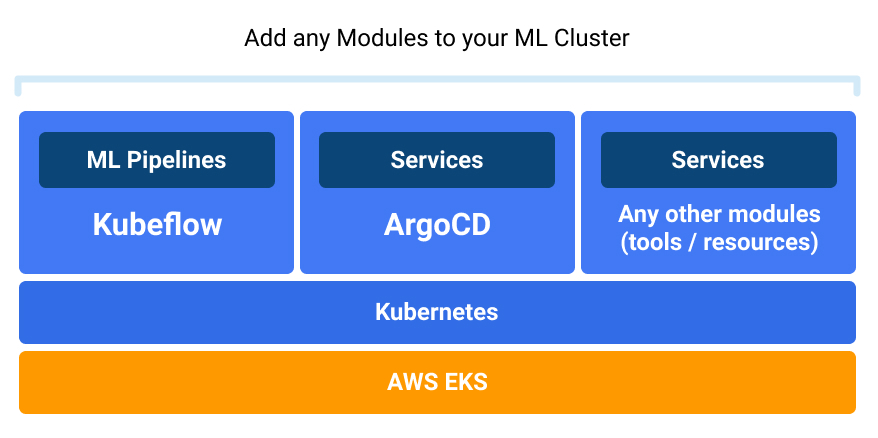 Add any Modules to your ML Cluster
ML Pipelines
Kubeflow
Services
ArgoCD
Services
Any other modules
(tools / resources)
Kubernetes
AWS EKS